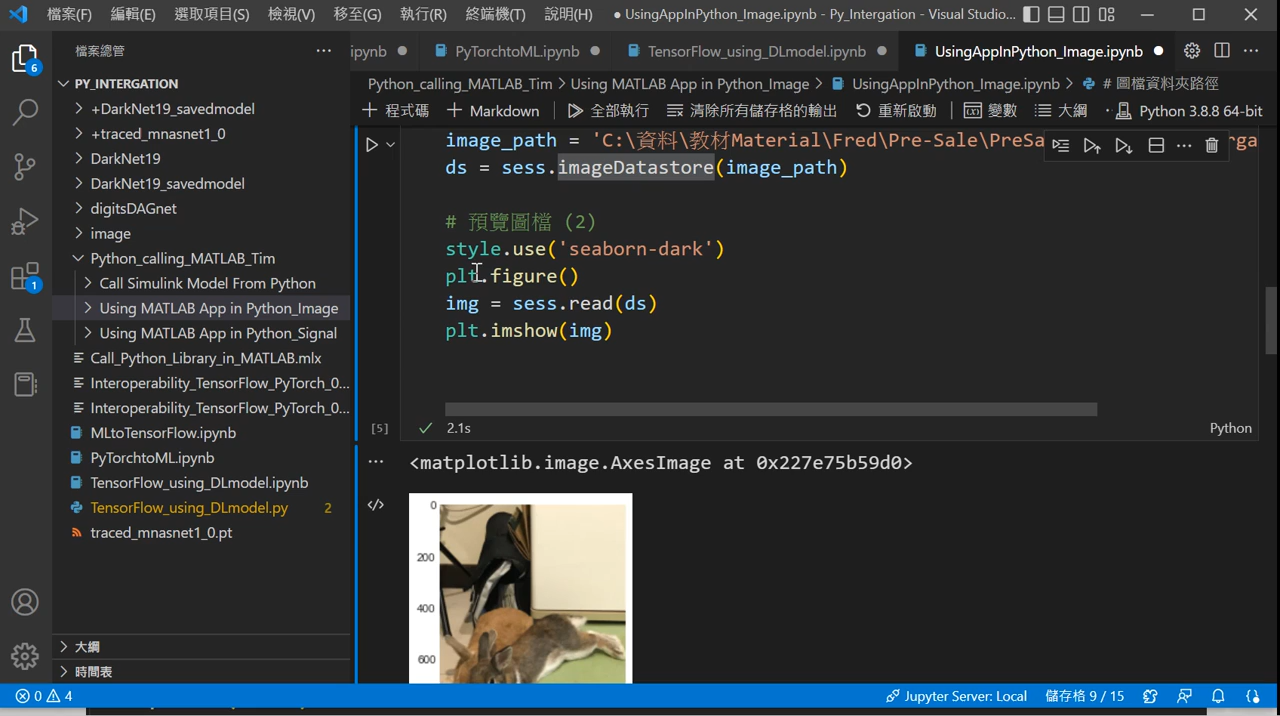 檔案(F) 編輯(E) 選取項目(S) 檢視(V) 移至(G) 執行(R) 終端機(T) 說明(H) ● UsingAppInPython_Image.ipynb - Py_Intergation - Visual Studio...
檔案總管 ...
ipynb ● PyTorchtoML.ipynb ● TensorFlow_using_DLmodel.ipynb ● UsingAppInPython_Image.ipynb ●
Python_calling_MATLAB_Tim > Using MATLAB App in Python_Image > UsingAppInPython_Image.ipynb > # 圖檔資料夾路徑
+ 程式碼 + Markdown 全部執行 清除所有儲存格的輸出 重新啟動 變數 大綱 Python 3.8.8 64-bit
PY_INTERGATION
+DarkNet19_savedmodel
+traced_mnasnet1_0
DarkNet19
DarkNet19_savedmodel
digitsDAGnet
image
Python_calling_MATLAB_Tim
Call Simulink Model From Python
Using MATLAB App in Python_Image
Using MATLAB App in Python_Signal
Call_Python_Library_in_MATLAB.mlx
Interoperability_TensorFlow_PyTorch_0...
Interoperability_TensorFlow_PyTorch_0...
MLtoTensorFlow.ipynb
PyTorchtoML.ipynb
TensorFlow_using_DLmodel.ipynb
TensorFlow_using_DLmodel.py 2
traced_mnasnet1_0.pt
大綱
時間表
6
1
image_path = 'C:\資料\教材Material\Fred\Pre-Sale\PreSa
ga
ds = sess.imageDatastore(image_path)
# 預覽圖檔 (2)
style.use('seaborn-dark')
plt.figure()
img = sess.read(ds)
plt.imshow(img)
[5] ✓ 2.1s Python
<matplotlib.image.AxesImage at 0x227e75b59d0>
0
200
400
600
0 4 Jupyter Server: Local 儲存格 9 / 15